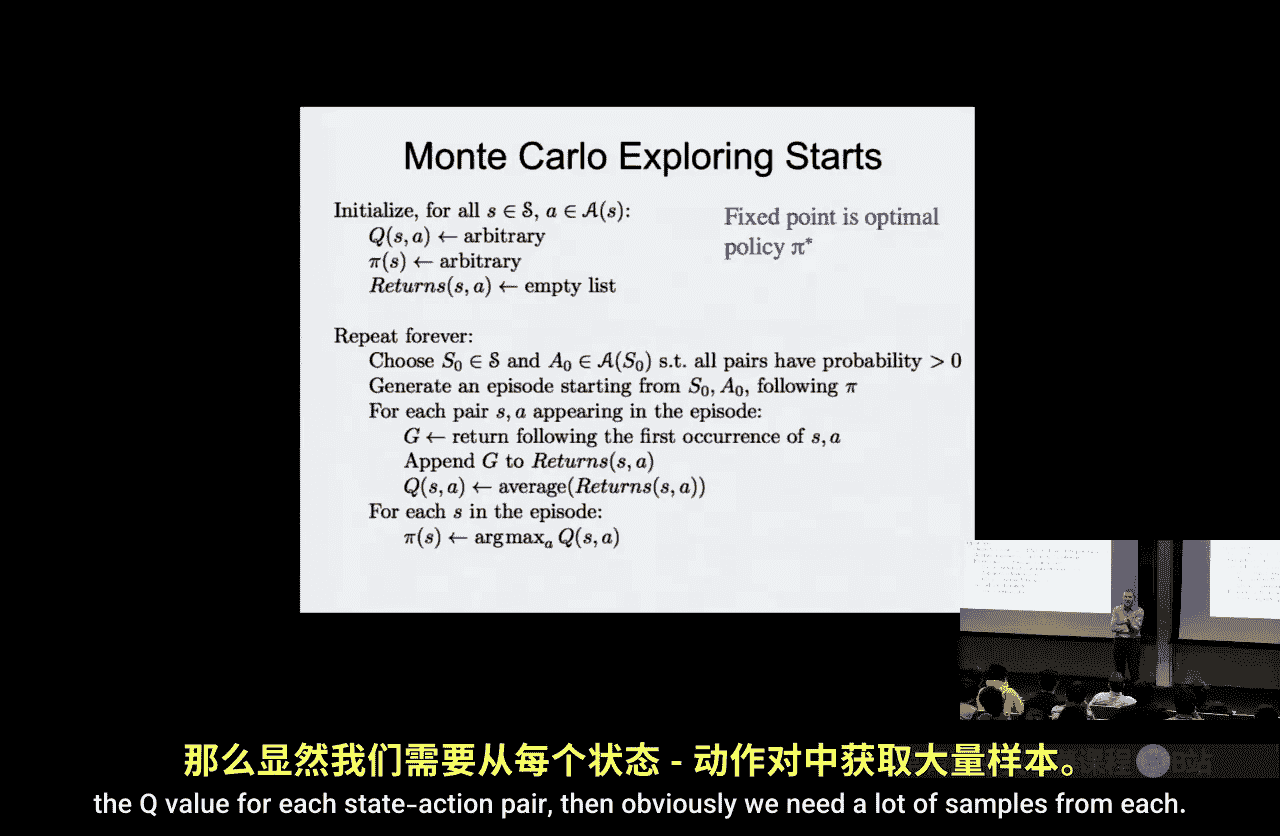 Monte Carlo Exploring Starts
Initialize, for all s ∈ S, a ∈ A(s):
Q(s, a) ← arbitrary
π(s) ← arbitrary
Returns(s, a) ← empty list
Fixed point is optimal
policy π*
Repeat forever:
Choose S₀ ∈ S and A₀ ∈ A(S₀) s.t. all pairs have probability > 0
Generate an episode starting from S₀, A₀, following π
For each pair s, a appearing in the episode:
G ← return following the first occurrence of s, a
Append G to Returns(s, a)
Q(s, a) ← average(Returns(s, a))
For each s in the episode:
π(s) ← argmaxₐ Q(s, a)
那么显然我们需要从每个状态 - 动作对中获取大量样本。
the Q value for each state-action pair, then obviously we need a lot of samples from each.